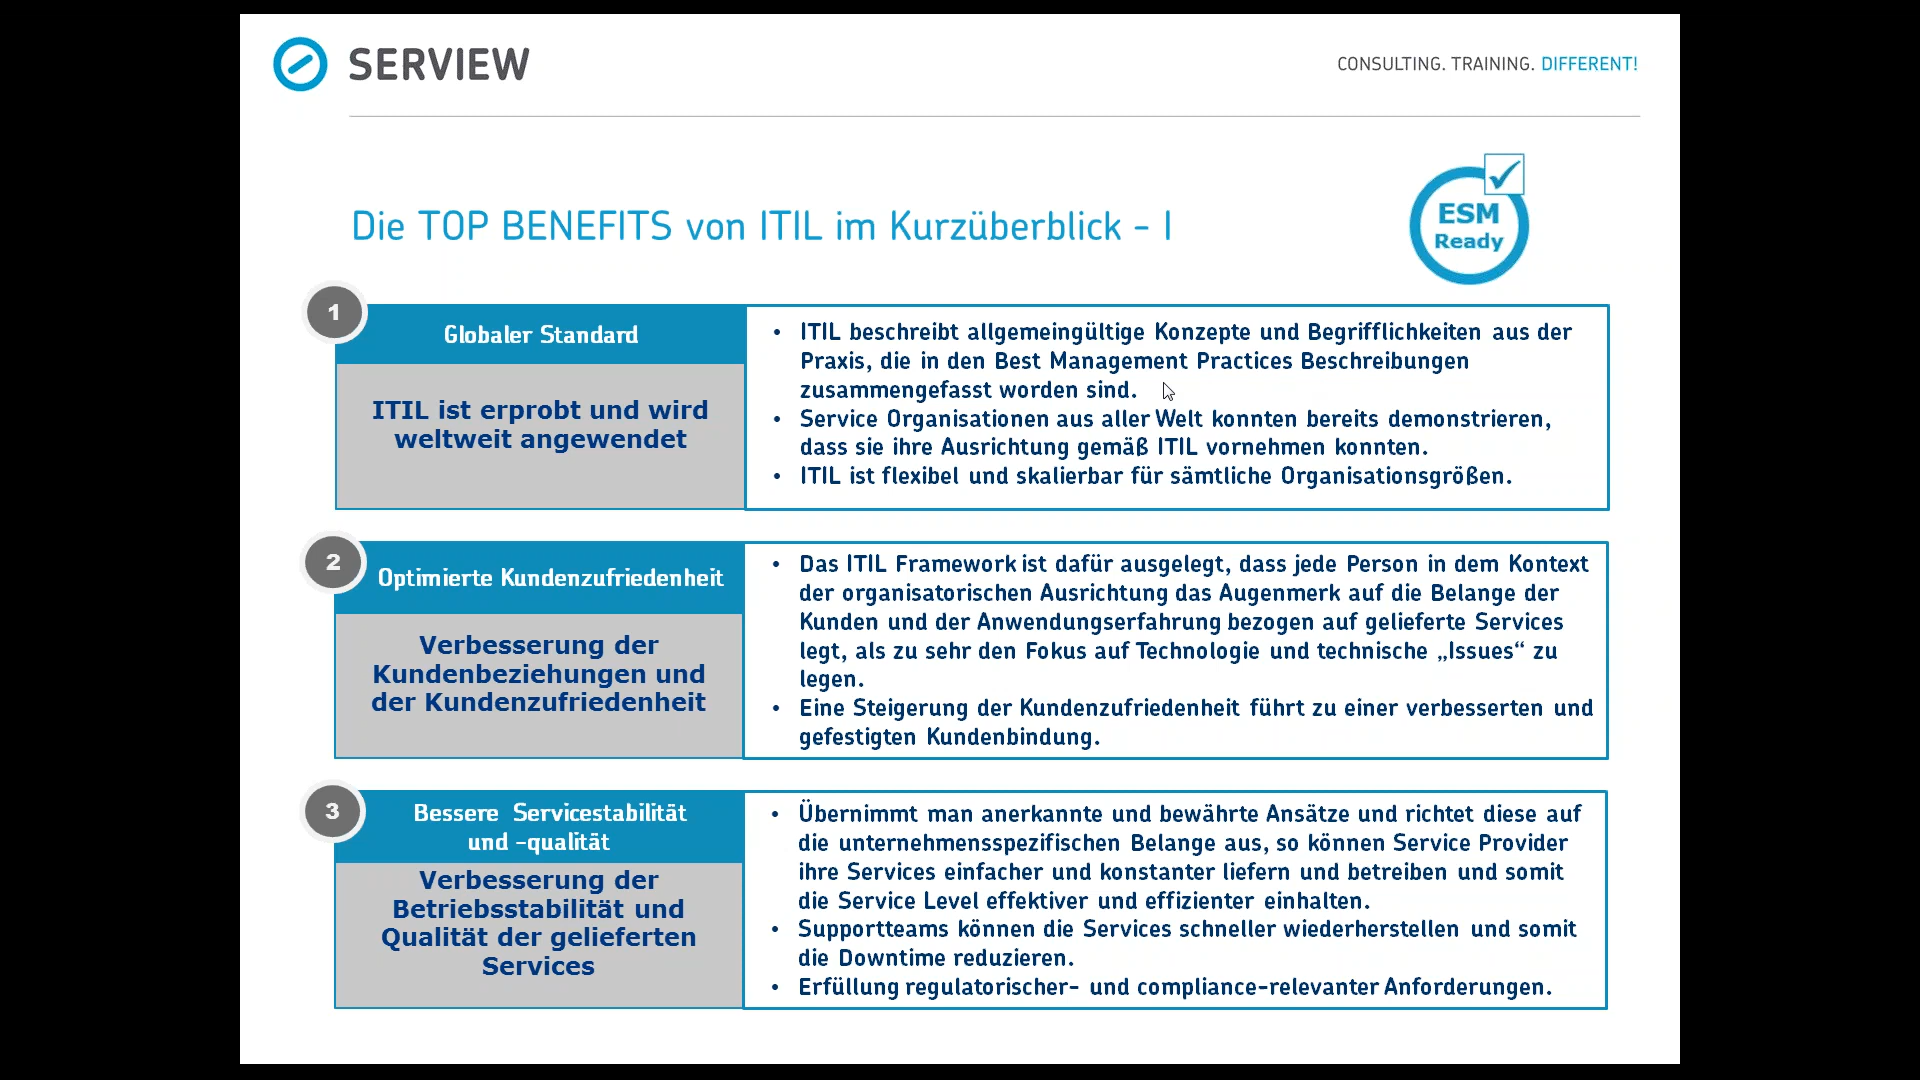 SERVIEW
CONSULTING. TRAINING. DIFFERENT!
Die TOP BENEFITS von ITIL im Kurzüberblick - I
ESM
Ready
1
Globaler Standard
ITIL ist erprobt und wird
weltweit angewendet
• ITIL beschreibt allgemeingültige Konzepte und Begrifflichkeiten aus der
Praxis, die in den Best Management Practices Beschreibungen
zusammengefasst worden sind.
• Service Organisationen aus aller Welt konnten bereits demonstrieren,
dass sie ihre Ausrichtung gemäß ITIL vornehmen konnten.
• ITIL ist flexibel und skalierbar für sämtliche Organisationsgrößen.
2
Optimierte Kundenzufriedenheit
Verbesserung der
Kundenbeziehungen und
der Kundenzufriedenheit
• Das ITIL Framework ist dafür ausgelegt, dass jede Person in dem Kontext
der organisatorischen Ausrichtung das Augenmerk auf die Belange der
Kunden und der Anwendungserfahrung bezogen auf gelieferte Services
legt, als zu sehr den Fokus auf Technologie und technische „Issues“ zu
legen.
• Eine Steigerung der Kundenzufriedenheit führt zu einer verbesserten und
gefestigten Kundenbindung.
3
Bessere Servicestabilität
und -qualität
Verbesserung der
Betriebsstabilität und
Qualität der gelieferten
Services
• Übernimmt man anerkannte und bewährte Ansätze und richtet diese auf
die unternehmensspezifischen Belange aus, so können Service Provider
ihre Services einfacher und konstanter liefern und betreiben und somit
die Service Level effektiver und effizienter einhalten.
• Supportteams können die Services schneller wiederherstellen und somit
die Downtime reduzieren.
• Erfüllung regulatorischer- und compliance-relevanter Anforderungen.